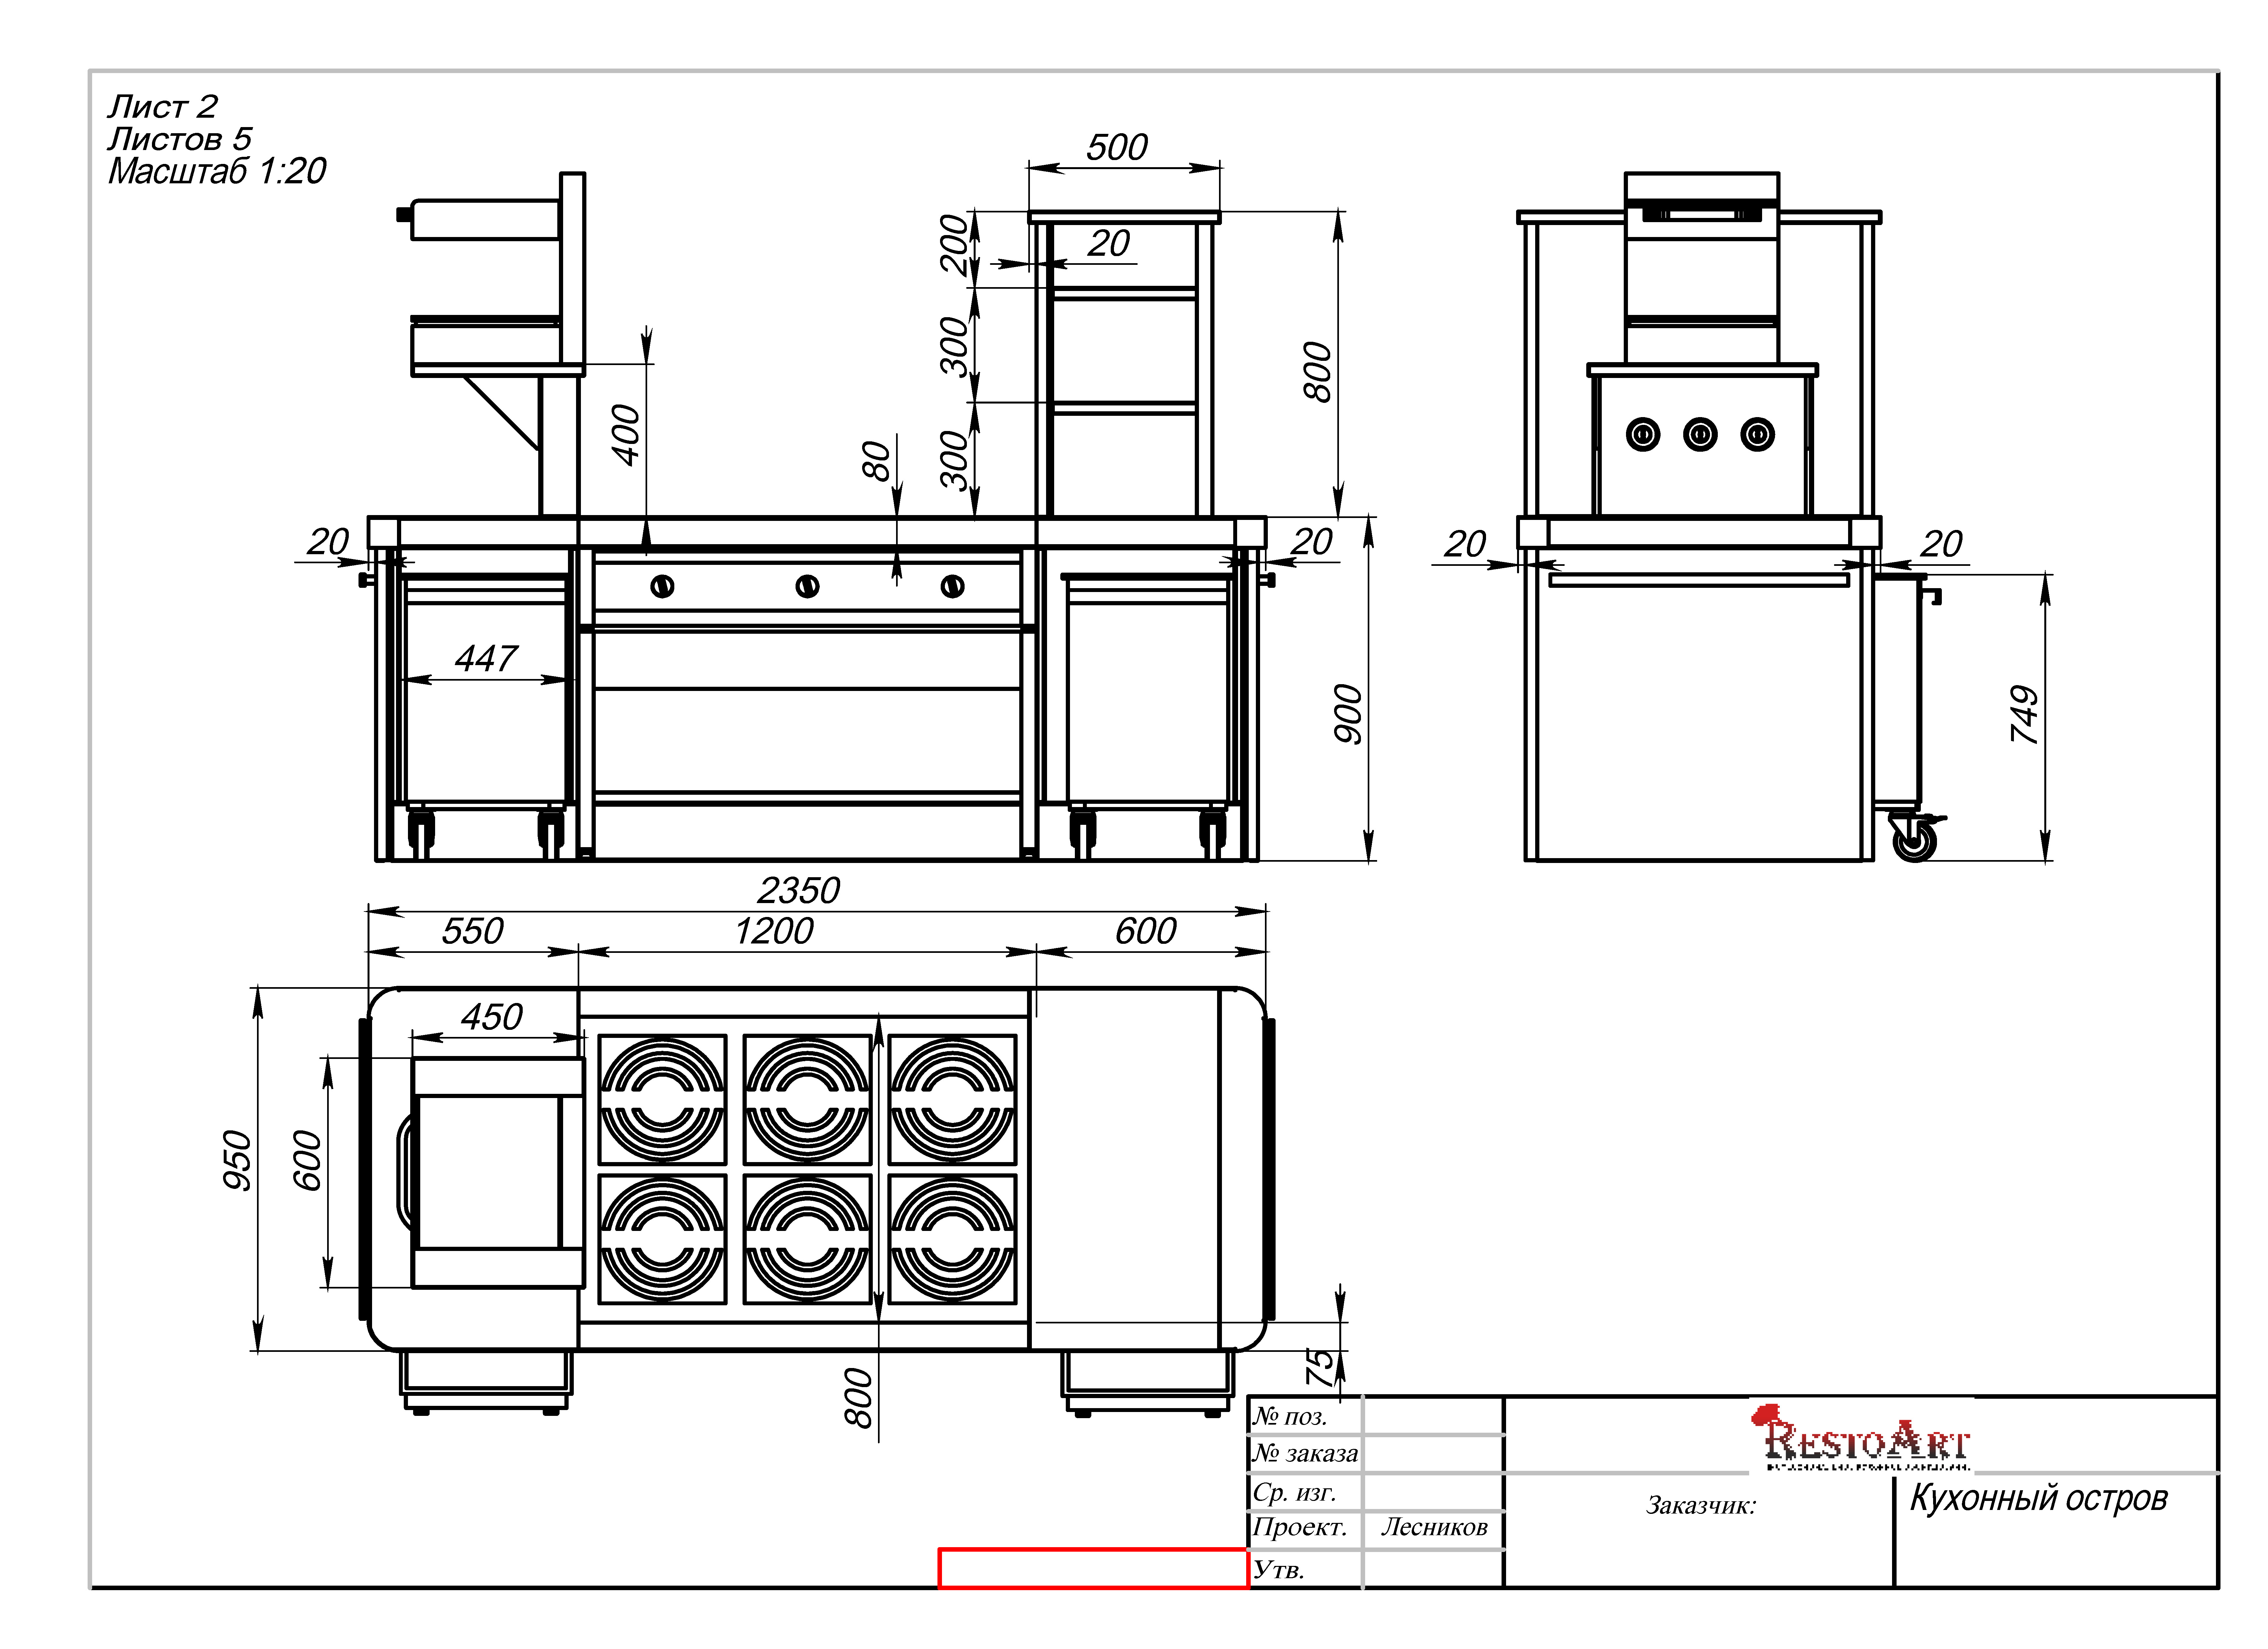 Лист 2
Листов 5
Масштаб 1:20
500
200
20
300
800
400
80
300
20
20
20
20
447
900
749
2350
550
1200
600
450
950
600
800
75
№ поз.
№ заказа
Ср. изг.
Проект. Лесников
Утв.
RESTOART
Заказчик:
Кухонный остров